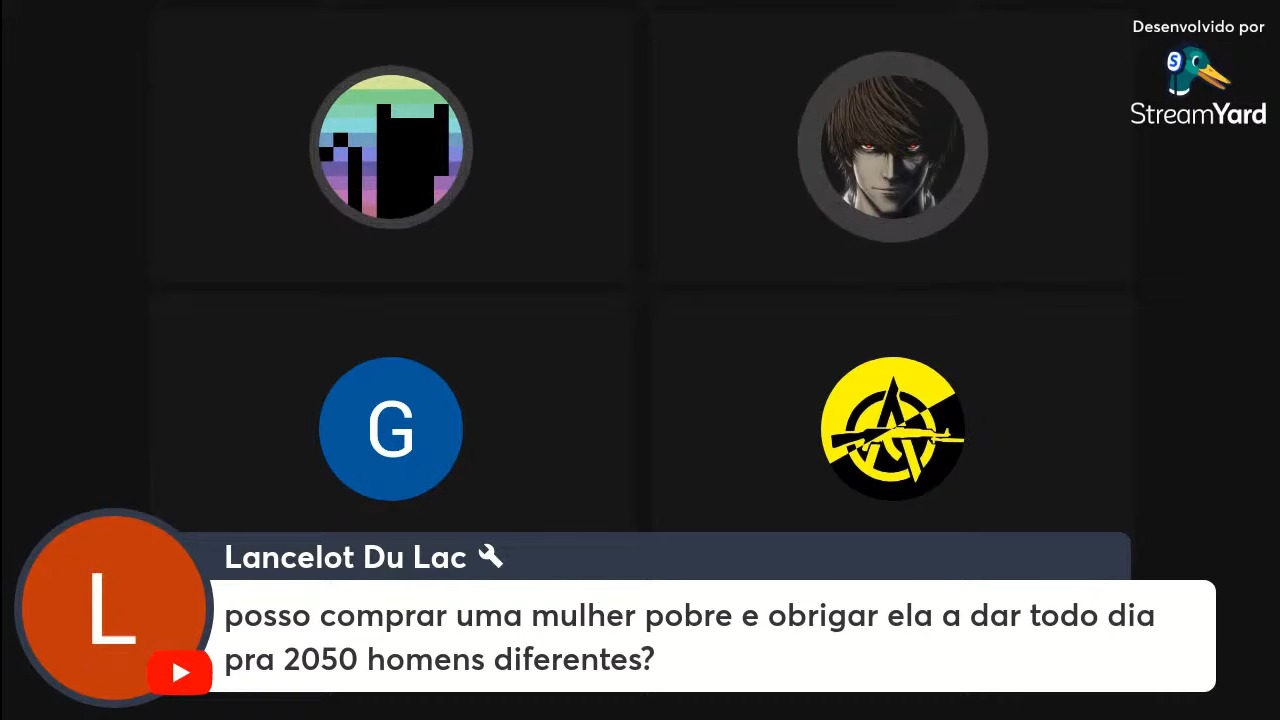 Desenvolvido por
S
StreamYard
G
L
Lancelot Du Lac
posso comprar uma mulher pobre e obrigar ela a dar todo dia
pra 2050 homens diferentes?